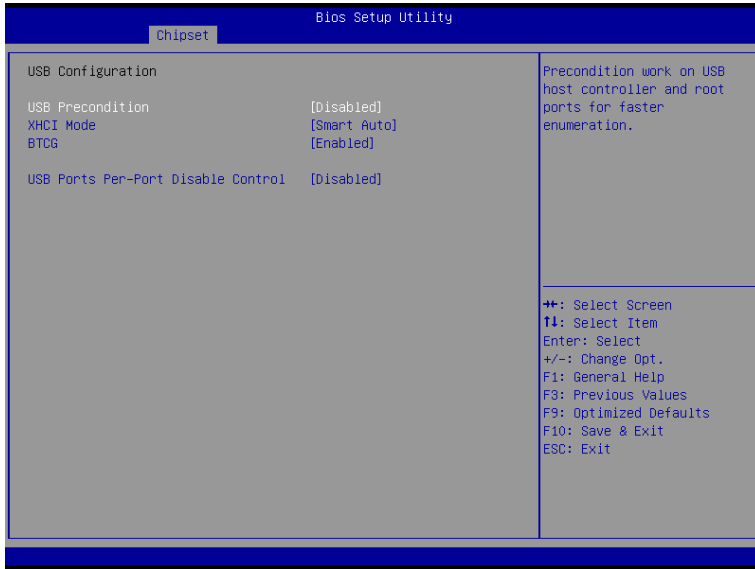 Bios Setup Utility
Chipset
USB Configuration
USB Precondition [Disabled]
XHCI Mode [Smart Auto]
BTCG [Enabled]
USB Ports Per-Port Disable Control [Disabled]
Precondition work on USB
host controller and root
ports for faster
enumeration.
→←: Select Screen
↑↓: Select Item
Enter: Select
+/-: Change Opt.
F1: General Help
F3: Previous Values
F9: Optimized Defaults
F10: Save & Exit
ESC: Exit